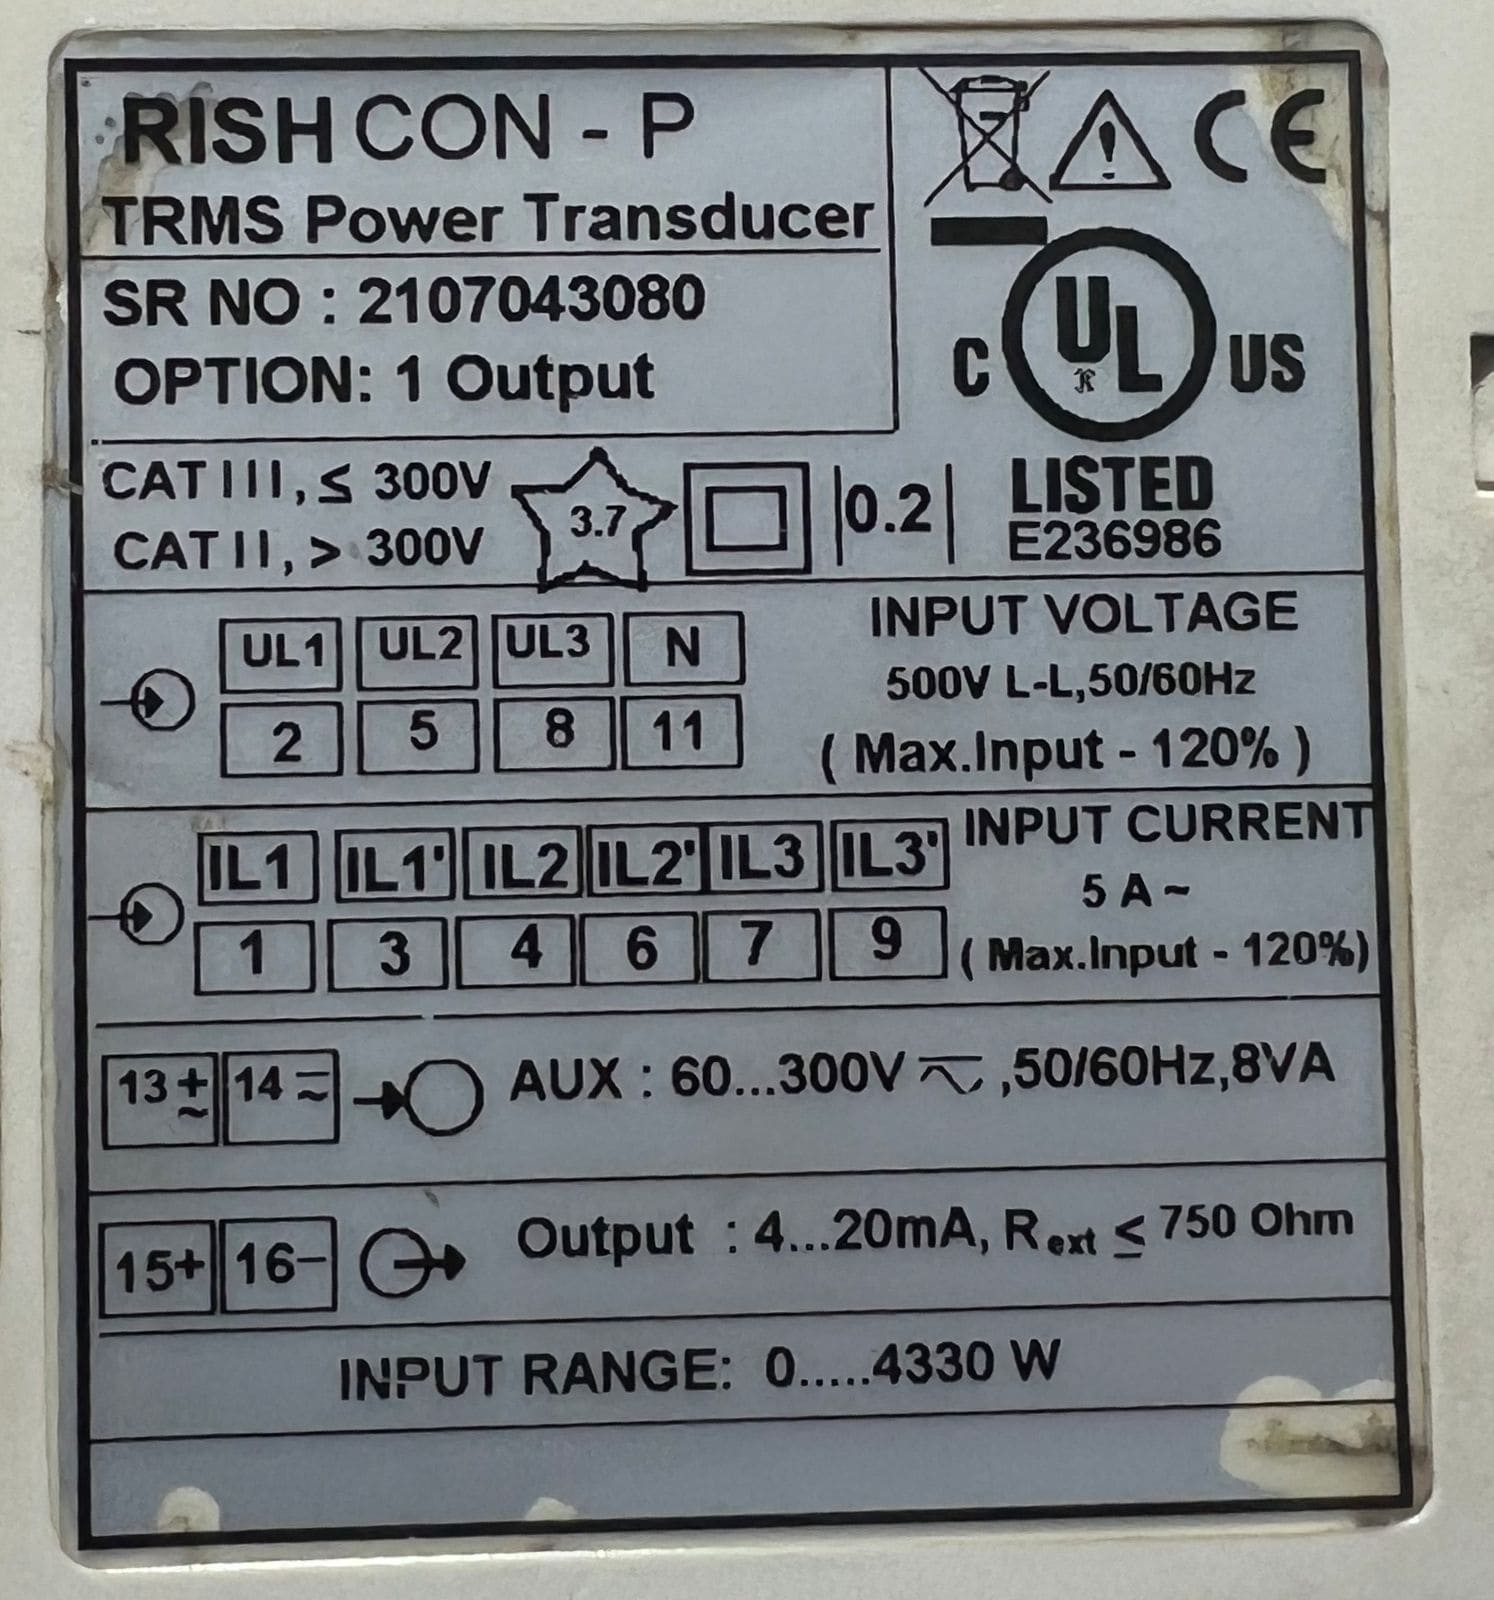 RISH CON - P
TRMS Power Transducer
SR NO : 2107043080
OPTION: 1 Output
CE
C UL US
LISTED
E236986
CAT III, ≤ 300V
CAT II, > 300V
3.7
0.2
UL1 UL2 UL3 N
2 5 8 11
INPUT VOLTAGE
500V L-L,50/60Hz
( Max.Input - 120% )
IL1 IL1' IL2 IL2' IL3 IL3'
1 3 4 6 7 9
INPUT CURRENT
5 A ~
( Max.Input - 120%)
13 + ~ 14 − ~ AUX : 60...300V ⎓ ~ ,50/60Hz,8VA
15+ 16− Output : 4...20mA, Rext ≤ 750 Ohm
INPUT RANGE: 0.....4330 W